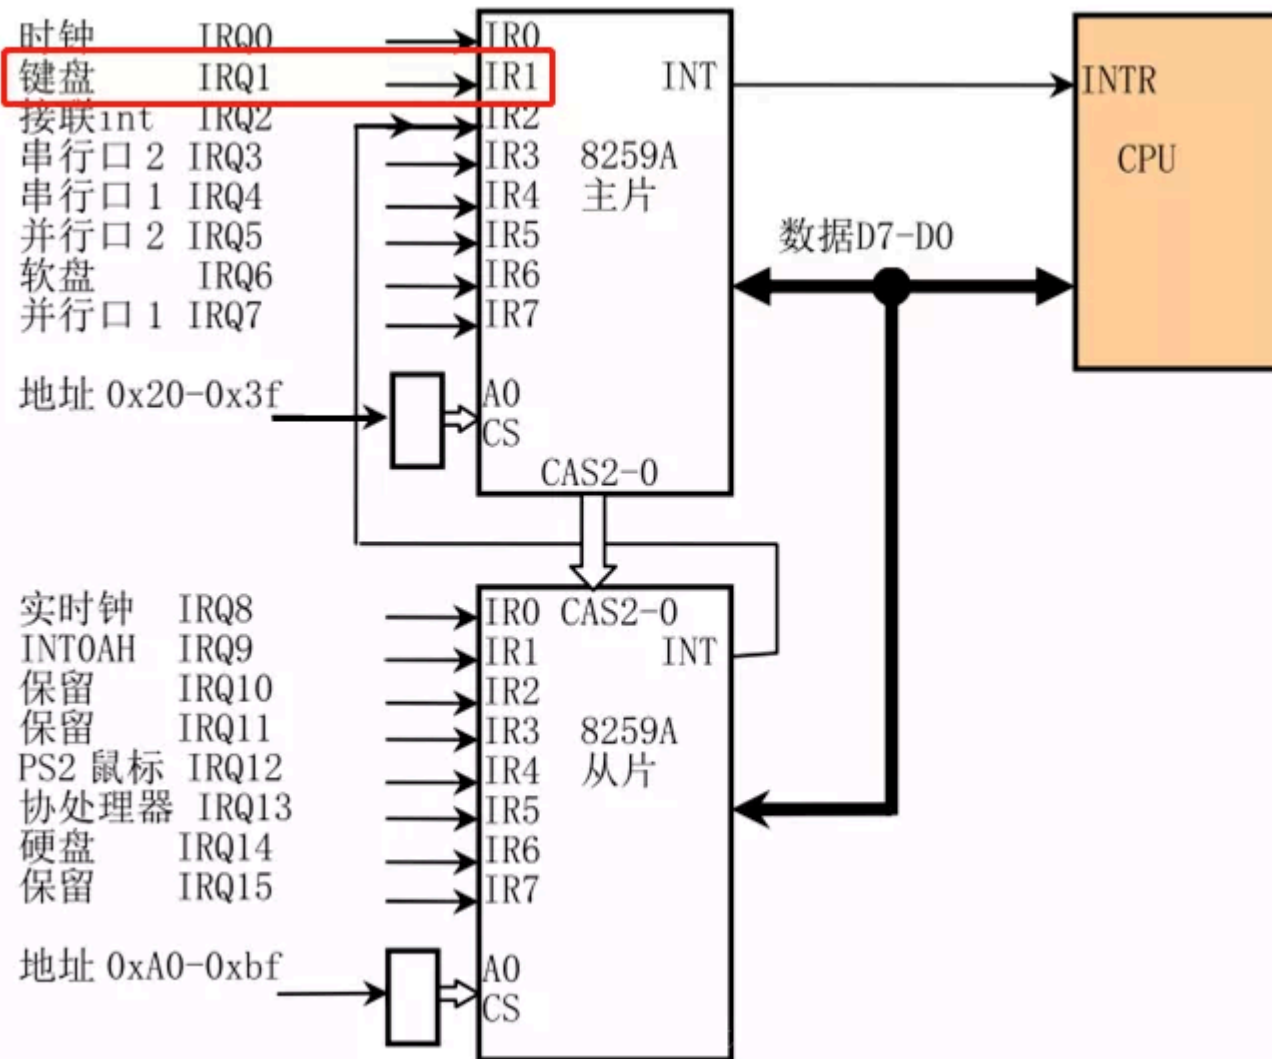 时钟 IRQ0 IR0
键盘 IRQ1 IR1 INT INTR
接联int IRQ2 IR2
串行口 2 IRQ3 IR3 8259A CPU
串行口 1 IRQ4 IR4 主片
并行口 2 IRQ5 IR5 数据D7-D0
软盘 IRQ6 IR6
并行口 1 IRQ7 IR7
地址 0x20-0x3f A0
CS
CAS2-0
实时钟 IRQ8 IR0 CAS2-0
INT0AH IRQ9 IR1 INT
保留 IRQ10 IR2
保留 IRQ11 IR3 8259A
PS2 鼠标 IRQ12 IR4 从片
协处理器 IRQ13 IR5
硬盘 IRQ14 IR6
保留 IRQ15 IR7
地址 0xA0-0xbf A0
CS